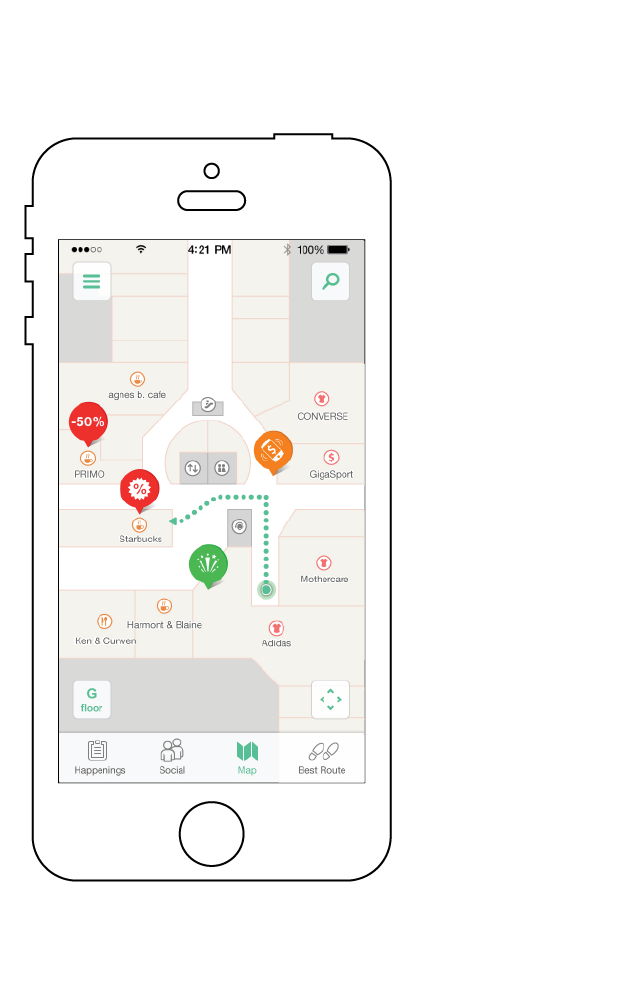 4:21 PM
100%
agnes b. cafe
CONVERSE
-50%
$
PRIMO
$
GigaSport
%
Starbucks
Mothercare
Harmont & Blaine
Ken & Curwen
Adidas
G
floor
Happenings
Social
Map
Best Route